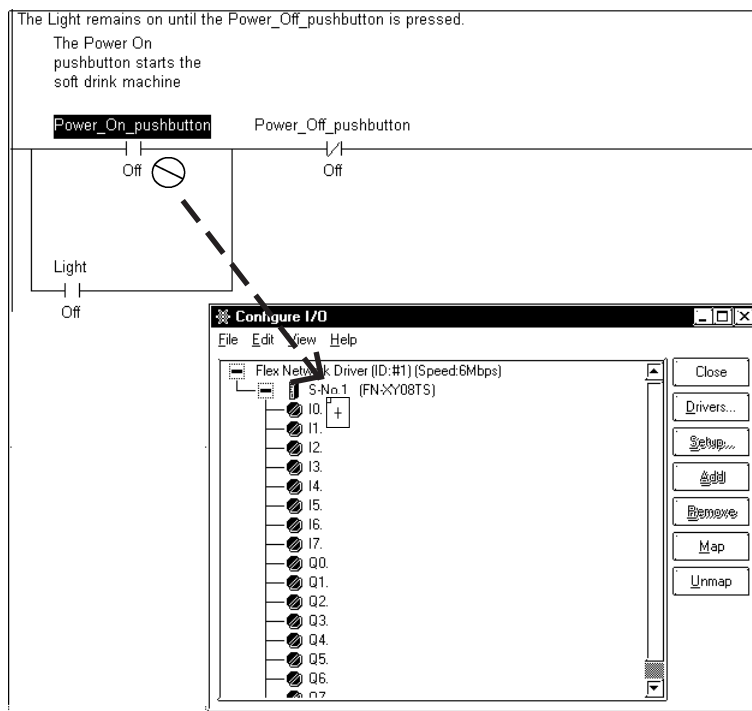 The Light remains on until the Power_Off_pushbutton is pressed.
The Power On
pushbutton starts the
soft drink machine
Power_On_pushbutton Power_Off_pushbutton
Off Off
Light
Off
Configure I/O
File Edit View Help
Flex Network Driver (ID:#1) (Speed:6Mbps)
S-No.1 (FN-XY08TS)
I0.
I1.
I2.
I3.
I4.
I5.
I6.
I7.
Q0.
Q1.
Q2.
Q3.
Q4.
Q5.
Q6.
Q7
Close
Drivers...
Setup...
Add
Remove
Map
Unmap